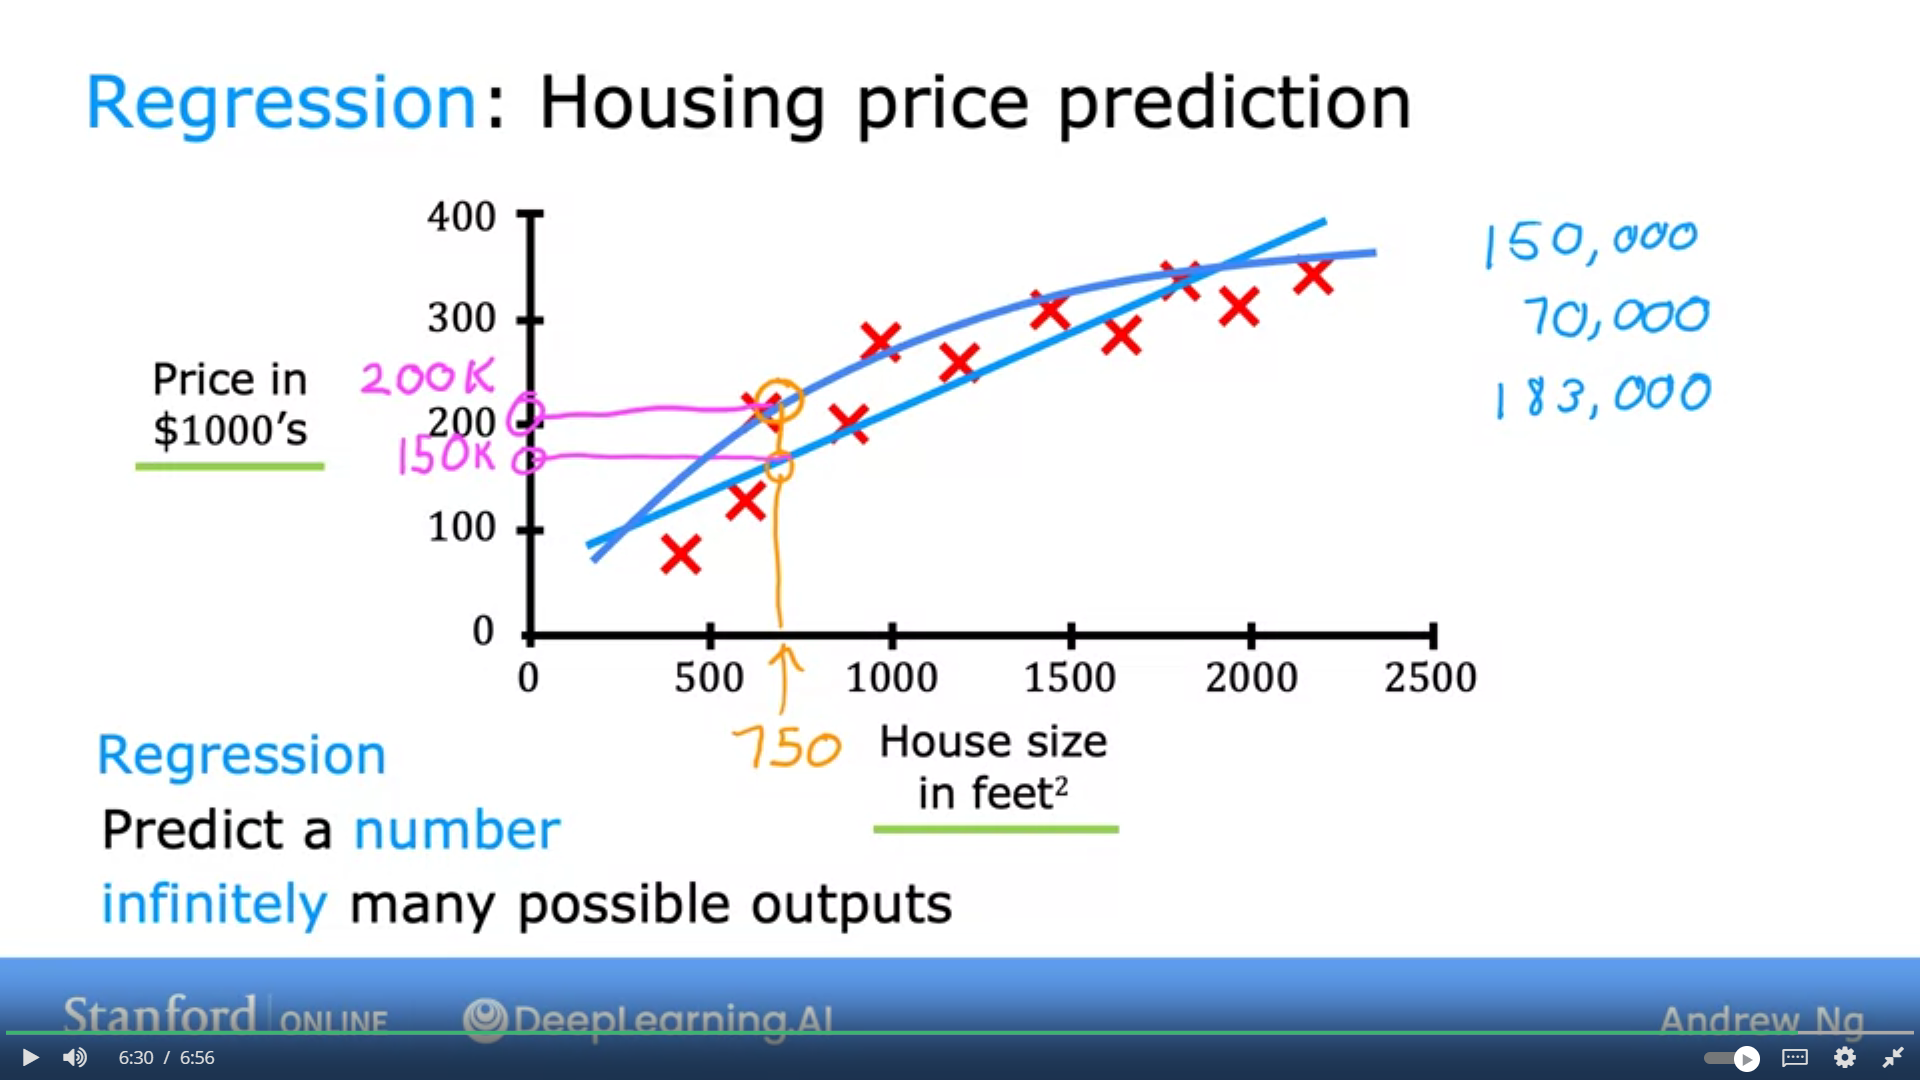 Regression: Housing price prediction
400
300
200
100
0
200K
150K
Price in
$1000's
0 500 1000 1500 2000 2500
750
House size
in feet²
150,000
70,000
183,000
Regression
Predict a number
infinitely many possible outputs
Stanford ONLINE DeepLearning.AI Andrew Ng
6:30 / 6:56